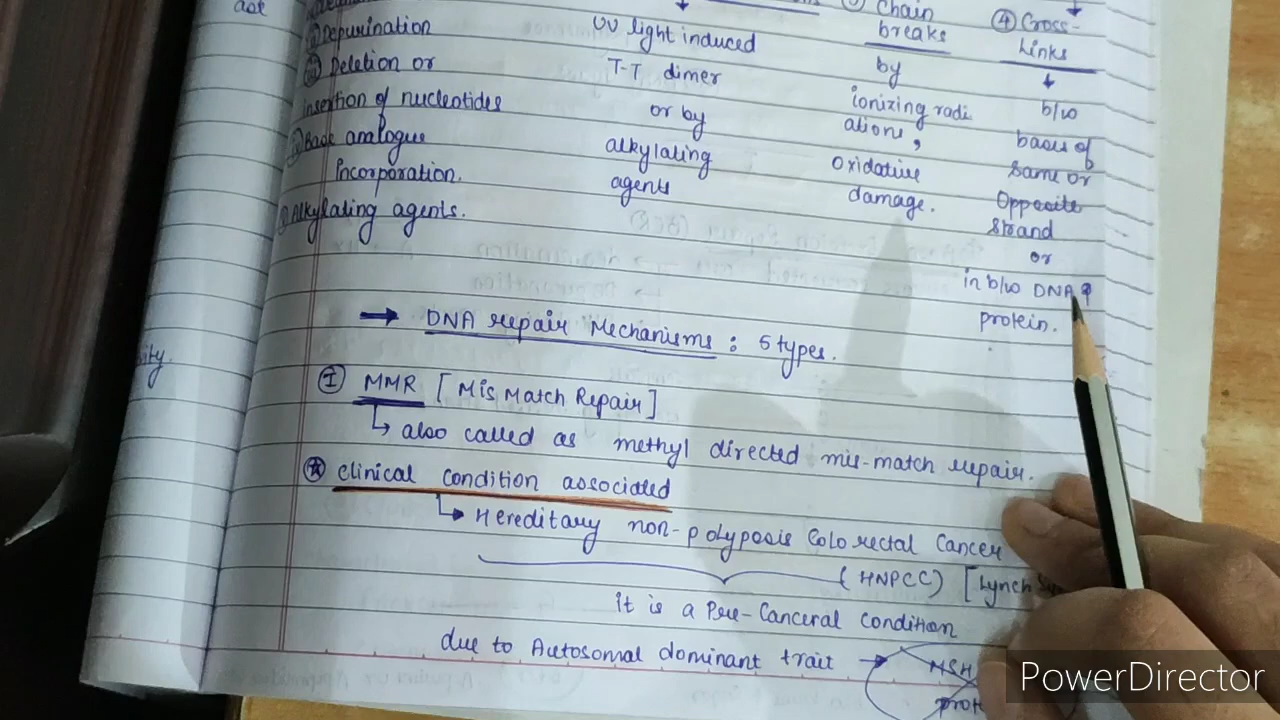 ask
③ Chain
④ Cross-
ⓘ Depurination
UV light induced
breaks
Links
ⓘ Deletion or
T-T dimer
by
insertion of nucleotides
or by
ionizing radi
b/w
Base analogue
alkylating
ations,
bases of
Incorporation.
agents
oxidative
same or
Alkylating agents.
damage.
Opposite
strand
or
in b/w DNA &
protein.
→ DNA repair Mechanisms : 5 types.
Ⓘ MMR [Mis Match Repair]
↳ also called as methyl directed mis-match repair.
Clinical condition associated
↳ Hereditary non-polyposis Colorectal Cancer
(HNPCC) [Lynch
it is a Pre-Canceral Condition
due to Autosomal dominant trait → MSH
PowerDirector